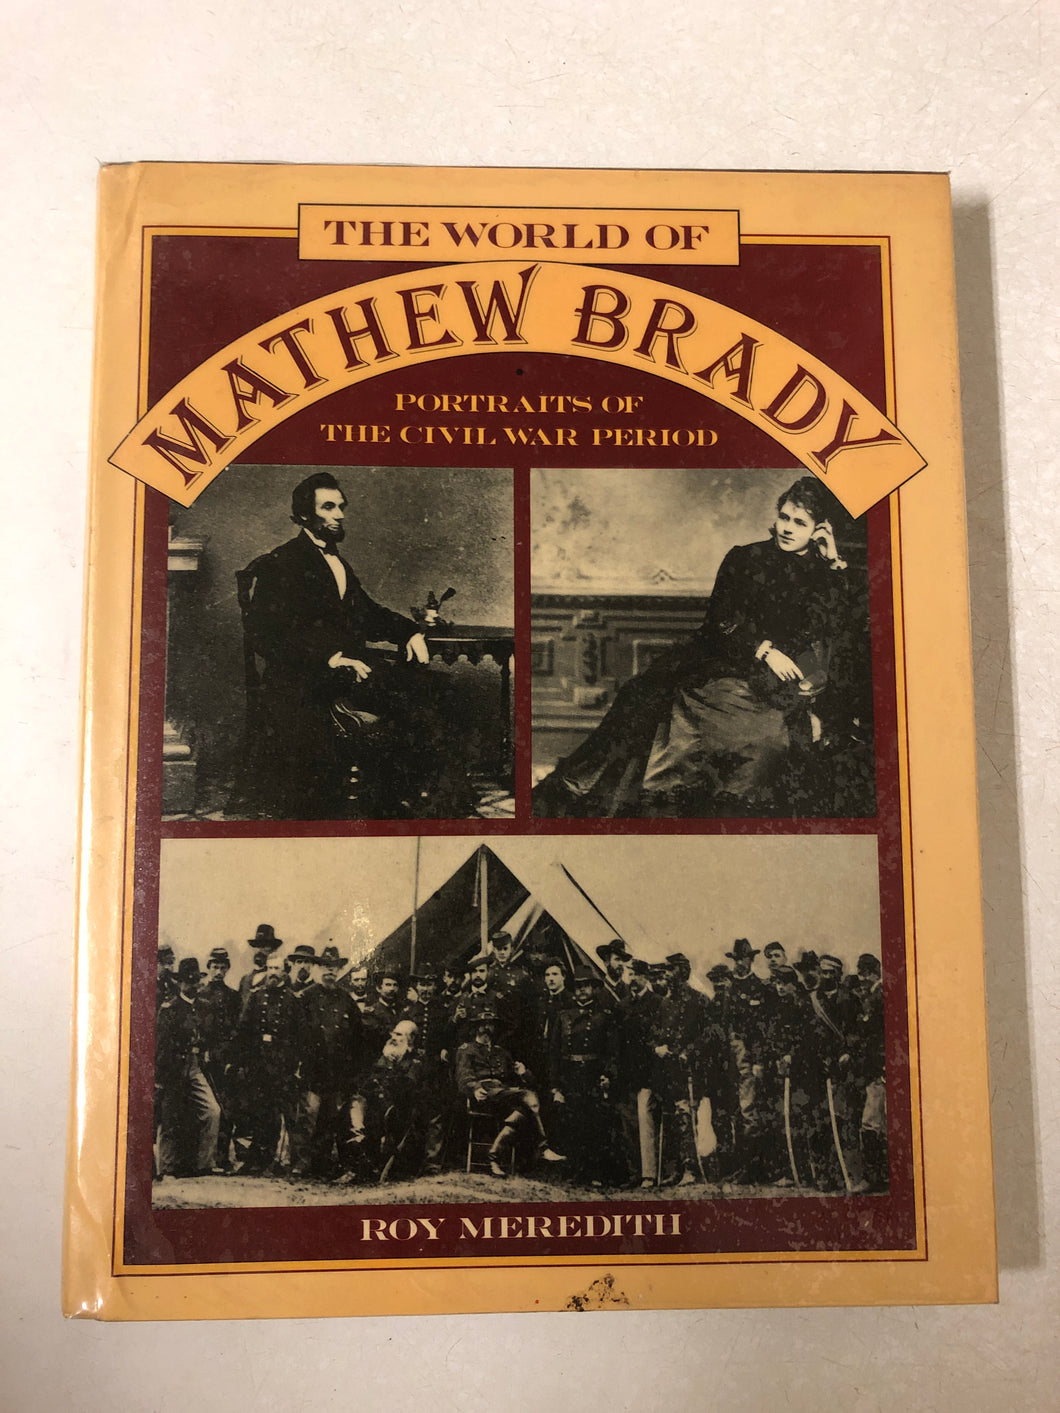 THE WORLD OF
MATHEW BRADY
PORTRAITS OF
THE CIVIL WAR PERIOD
ROY MEREDITH